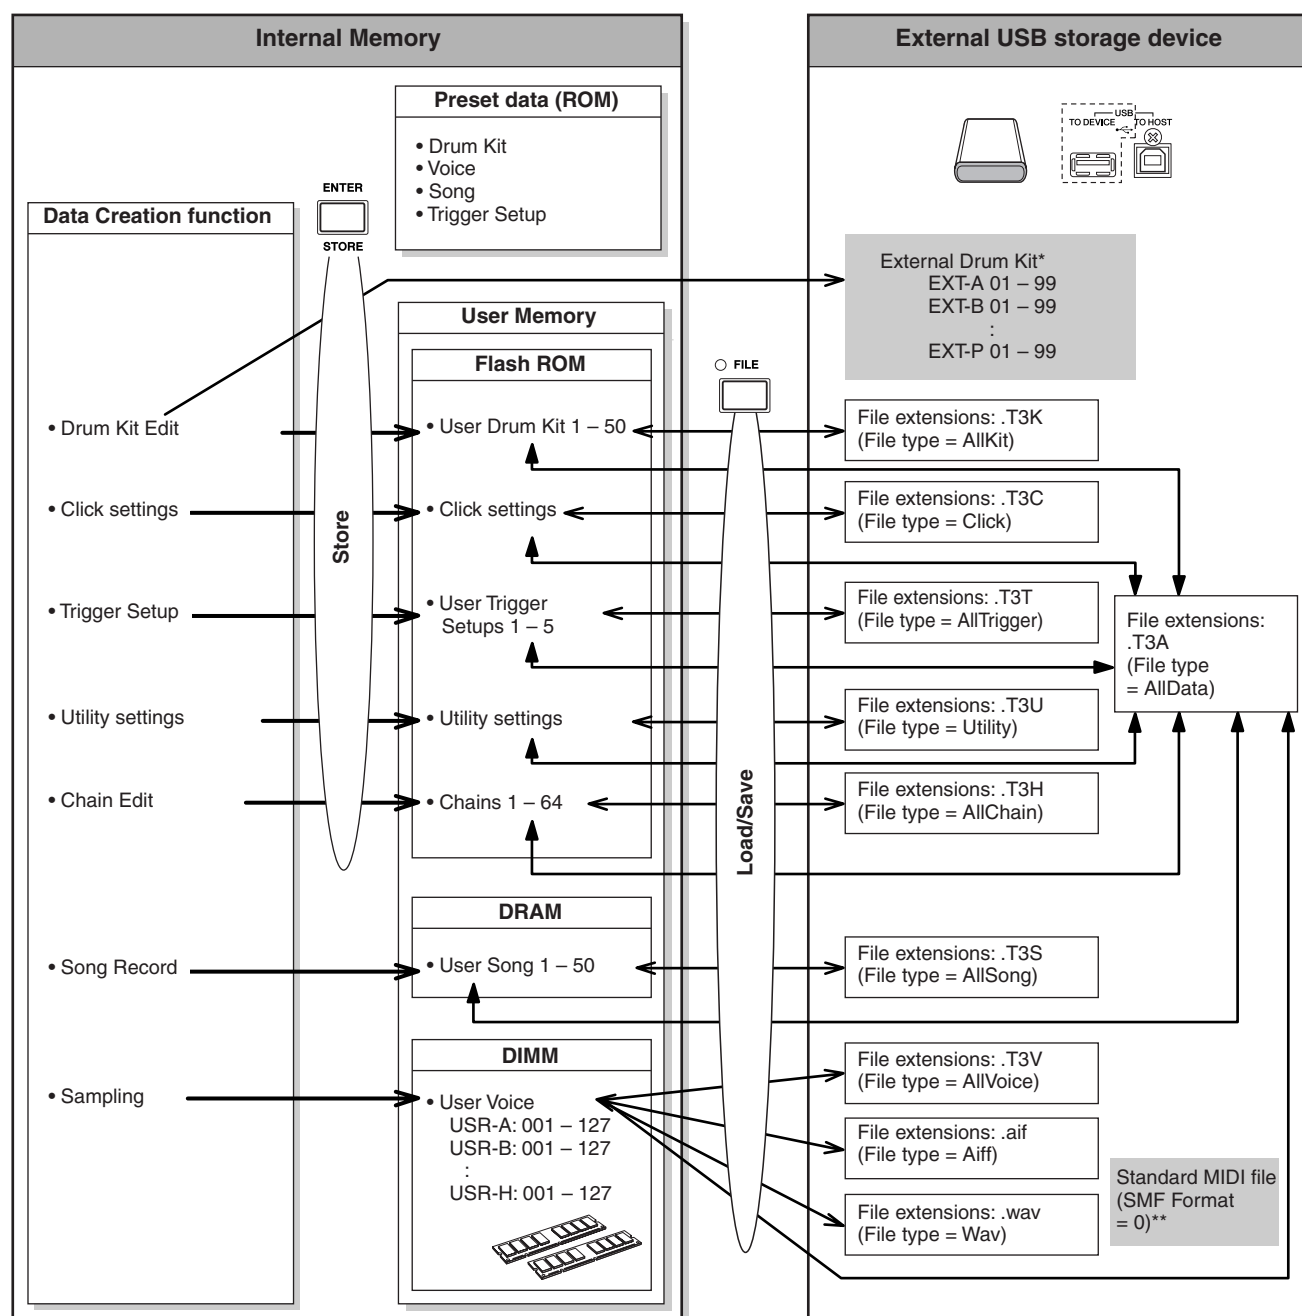 Internal Memory
External USB storage device
Preset data (ROM)
• Drum Kit
• Voice
• Song
• Trigger Setup
USB
TO DEVICE
TO HOST
ENTER
STORE
Data Creation function
External Drum Kit*
EXT-A 01 – 99
EXT-B 01 – 99
:
EXT-P 01 – 99
User Memory
Flash ROM
FILE
• Drum Kit Edit
• User Drum Kit 1 – 50
File extensions: .T3K
(File type = AllKit)
• Click settings
• Click settings
File extensions: .T3C
(File type = Click)
Store
• Trigger Setup
• User Trigger
Setups 1 – 5
File extensions: .T3T
(File type = AllTrigger)
File extensions:
.T3A
(File type
= AllData)
• Utility settings
• Utility settings
File extensions: .T3U
(File type = Utility)
• Chain Edit
• Chains 1 – 64
File extensions: .T3H
(File type = AllChain)
Load/Save
DRAM
• Song Record
• User Song 1 – 50
File extensions: .T3S
(File type = AllSong)
DIMM
• Sampling
• User Voice
USR-A: 001 – 127
USR-B: 001 – 127
:
USR-H: 001 – 127
File extensions: .T3V
(File type = AllVoice)
File extensions: .aif
(File type = Aiff)
File extensions: .wav
(File type = Wav)
Standard MIDI file
(SMF Format
= 0)**